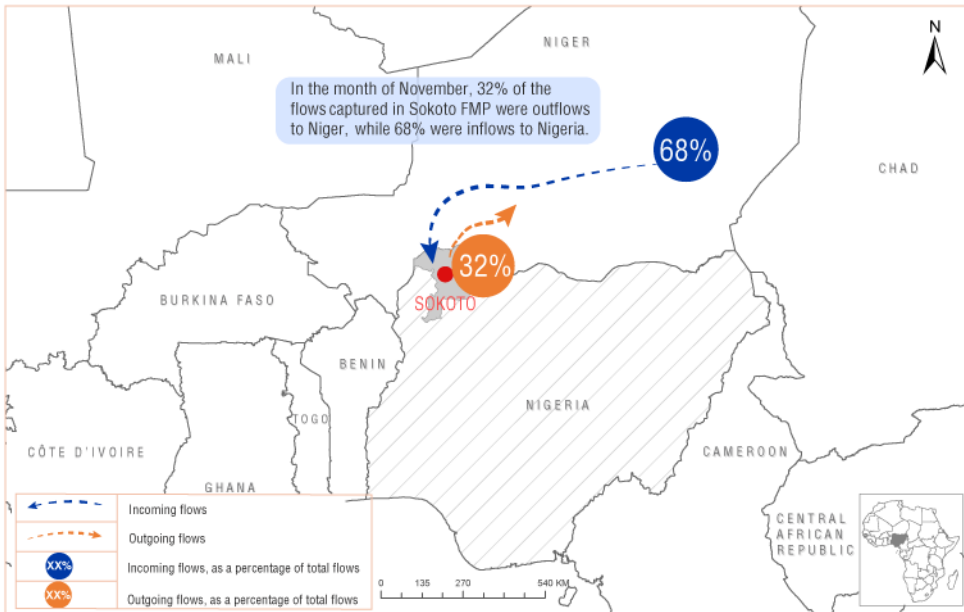 N
NIGER
MALI
In the month of November, 32% of the
flows captured in Sokoto FMP were outflows
to Niger, while 68% were inflows to Nigeria.
68%
CHAD
32%
BURKINA FASO
SOKOTO
BENIN
NIGERIA
TOGO
CÔTE D'IVOIRE
CAMEROON
GHANA
Incoming flows
Outgoing flows
XX%
Incoming flows, as a percentage of total flows
XX%
Outgoing flows, as a percentage of total flows
0 135 270 540 KM
CENTRAL
AFRICAN
REPUBLIC